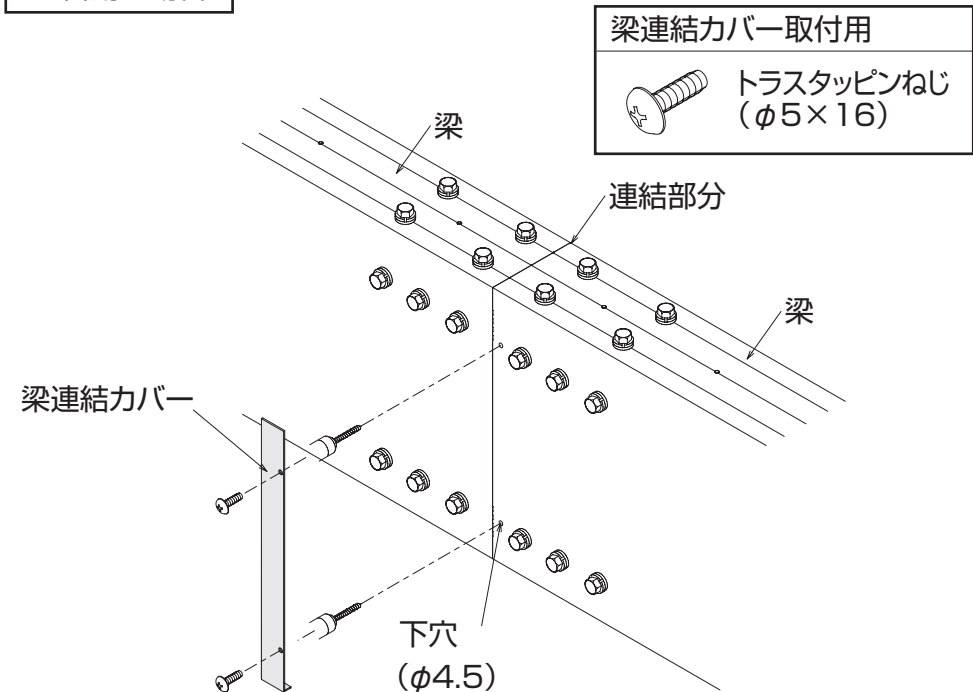 梁連結カバー取付用
トラスタッピンねじ
(φ5×16)
梁
連結部分
梁
梁連結カバー
下穴
(φ4.5)